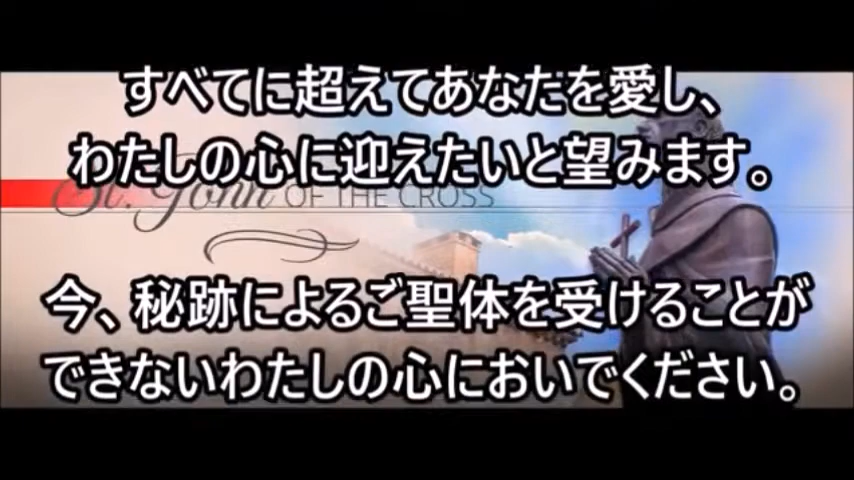 すべてに超えてあなたを愛し、
わたしの心に迎えたいと望みます。
St. John OF THE CROSS
今、秘跡によるご聖体を受けることが
できないわたしの心においでください。